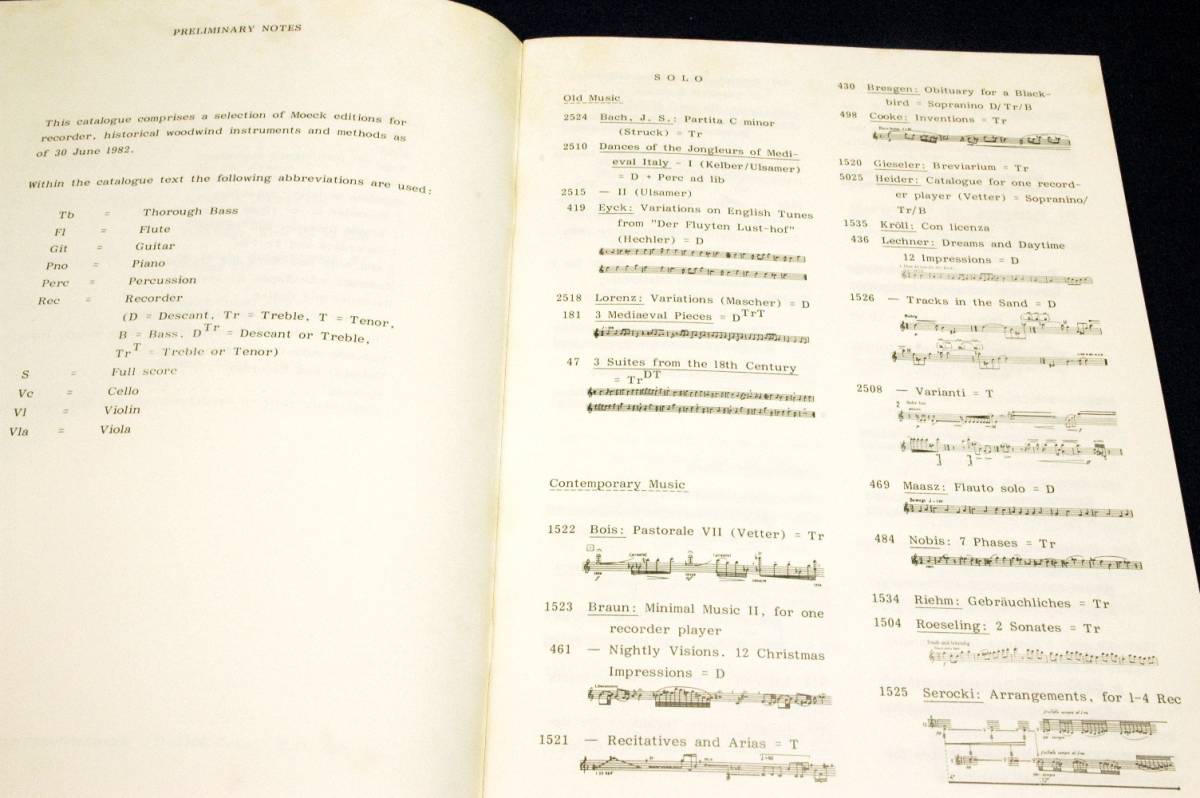 PRELIMINARY NOTES
This catalogue comprises a selection of Moeck editions for
recorder, historical woodwind instruments and methods as
of 30 June 1982.
Within the catalogue text the following abbreviations are used:
Tb = Thorough Bass
Fl = Flute
Git = Guitar
Pno = Piano
Perc = Percussion
Rec = Recorder
(D = Descant, Tr = Treble, T = Tenor,
B = Bass, DTr = Descant or Treble,
TrT = Treble or Tenor)
S = Full score
Vc = Cello
Vl = Violin
Vla = Viola
SOLO
Old Music
2524 Bach, J. S.: Partita C minor
(Struck) = Tr
2510 Dances of the Jongleurs of Medi-
eval Italy - I (Kelber/Ulsamer)
= D + Perc ad lib
2515 — II (Ulsamer)
419 Eyck: Variations on English Tunes
from "Der Fluyten Lust-hof"
(Hechler) = D
2518 Lorenz: Variations (Mascher) = D
181 3 Mediaeval Pieces = DTrT
47 3 Suites from the 18th Century
= TrDT
Contemporary Music
1522 Bois: Pastorale VII (Vetter) = Tr
1523 Braun: Minimal Music II, for one
recorder player
461 — Nightly Visions. 12 Christmas
Impressions = D
1521 — Recitatives and Arias = T
430 Bresgen: Obituary for a Black-
bird = Sopranino D/Tr/B
498 Cooke: Inventions = Tr
1520 Gieseler: Breviarium = Tr
5025 Heider: Catalogue for one record-
er player (Vetter) = Sopranino/
Tr/B
1535 Kröll: Con licenza
436 Lechner: Dreams and Daytime
12 Impressions = D
1526 — Tracks in the Sand = D
Ruhig
2508 — Varianti = T
469 Maasz: Flauto solo = D
484 Nobis: 7 Phases = Tr
1534 Riehm: Gebräuchliches = Tr
1504 Roeseling: 2 Sonates = Tr
1525 Serocki: Arrangements, for 1-4 Rec